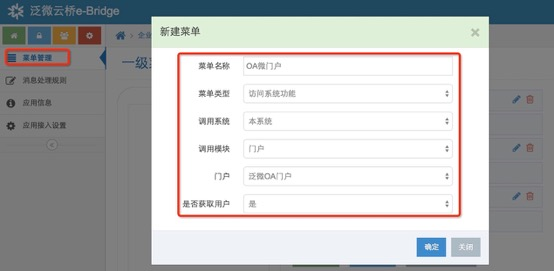 泛微云桥e-Bridge
新建菜单
菜单管理
消息处理规则
应用信息
应用接入设置
菜单名称 OA微门户
菜单类型 访问系统功能
调用系统 本系统
调用模块 门户
门户 泛微OA门户
是否获取用户 是
确定 关闭